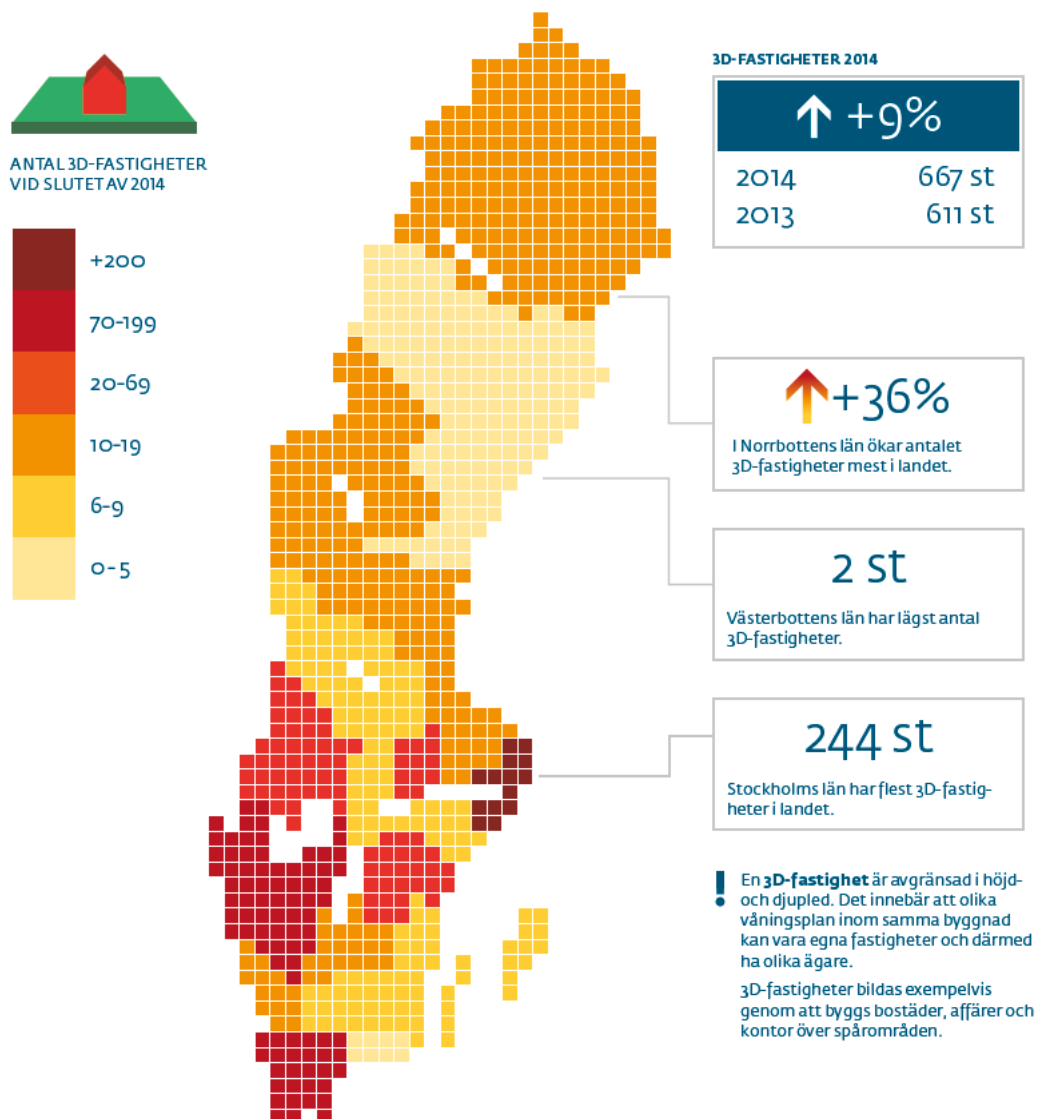 ANTAL 3D-FASTIGHETER
VID SLUTET AV 2014
+200
70-199
20-69
10-19
6-9
0-5
3D-FASTIGHETER 2014
+9%
2014 667 st
2013 611 st
+36%
I Norrbottens län ökar antalet
3D-fastigheter mest i landet.
2 st
Västerbottens län har lägst antal
3D-fastigheter.
244 st
Stockholms län har flest 3D-fastig-
heter i landet.
! En 3D-fastighet är avgränsad i höjd-
och djupled. Det innebär att olika
våningsplan inom samma byggnad
kan vara egna fastigheter och därmed
ha olika ägare.
3D-fastigheter bildas exempelvis
genom att byggs bostäder, affärer och
kontor över spårområden.